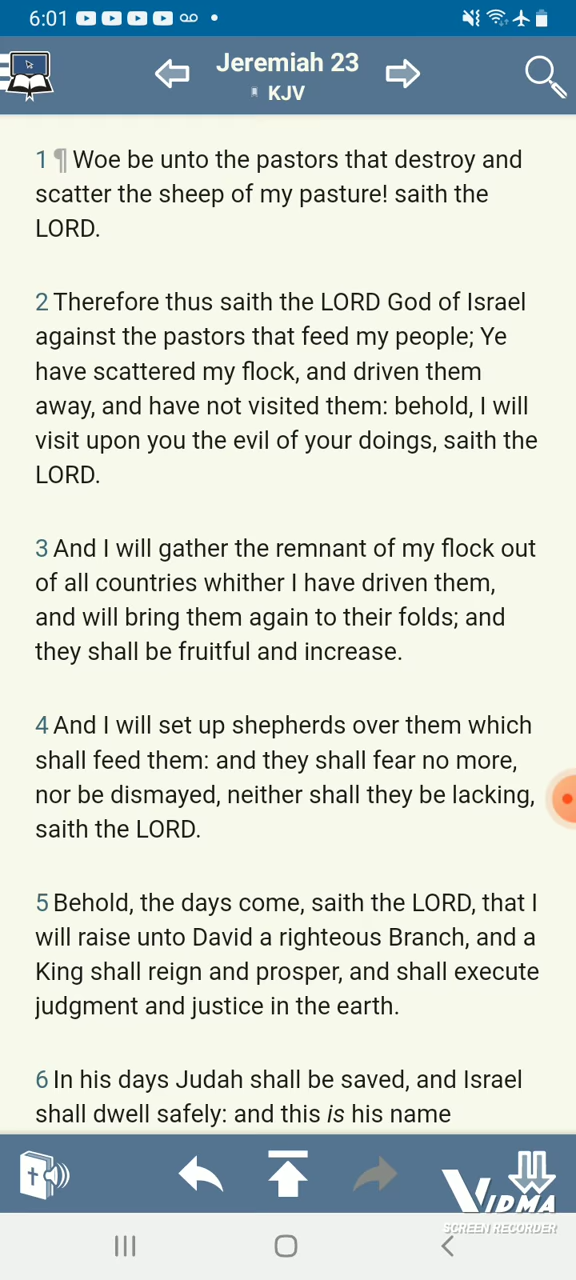 6:01
Jeremiah 23
KJV
1 ¶ Woe be unto the pastors that destroy and
scatter the sheep of my pasture! saith the
LORD.
2 Therefore thus saith the LORD God of Israel
against the pastors that feed my people; Ye
have scattered my flock, and driven them
away, and have not visited them: behold, I will
visit upon you the evil of your doings, saith the
LORD.
3 And I will gather the remnant of my flock out
of all countries whither I have driven them,
and will bring them again to their folds; and
they shall be fruitful and increase.
4 And I will set up shepherds over them which
shall feed them: and they shall fear no more,
nor be dismayed, neither shall they be lacking,
saith the LORD.
5 Behold, the days come, saith the LORD, that I
will raise unto David a righteous Branch, and a
King shall reign and prosper, and shall execute
judgment and justice in the earth.
6 In his days Judah shall be saved, and Israel
shall dwell safely: and this is his name
VIDMA
SCREEN RECORDER